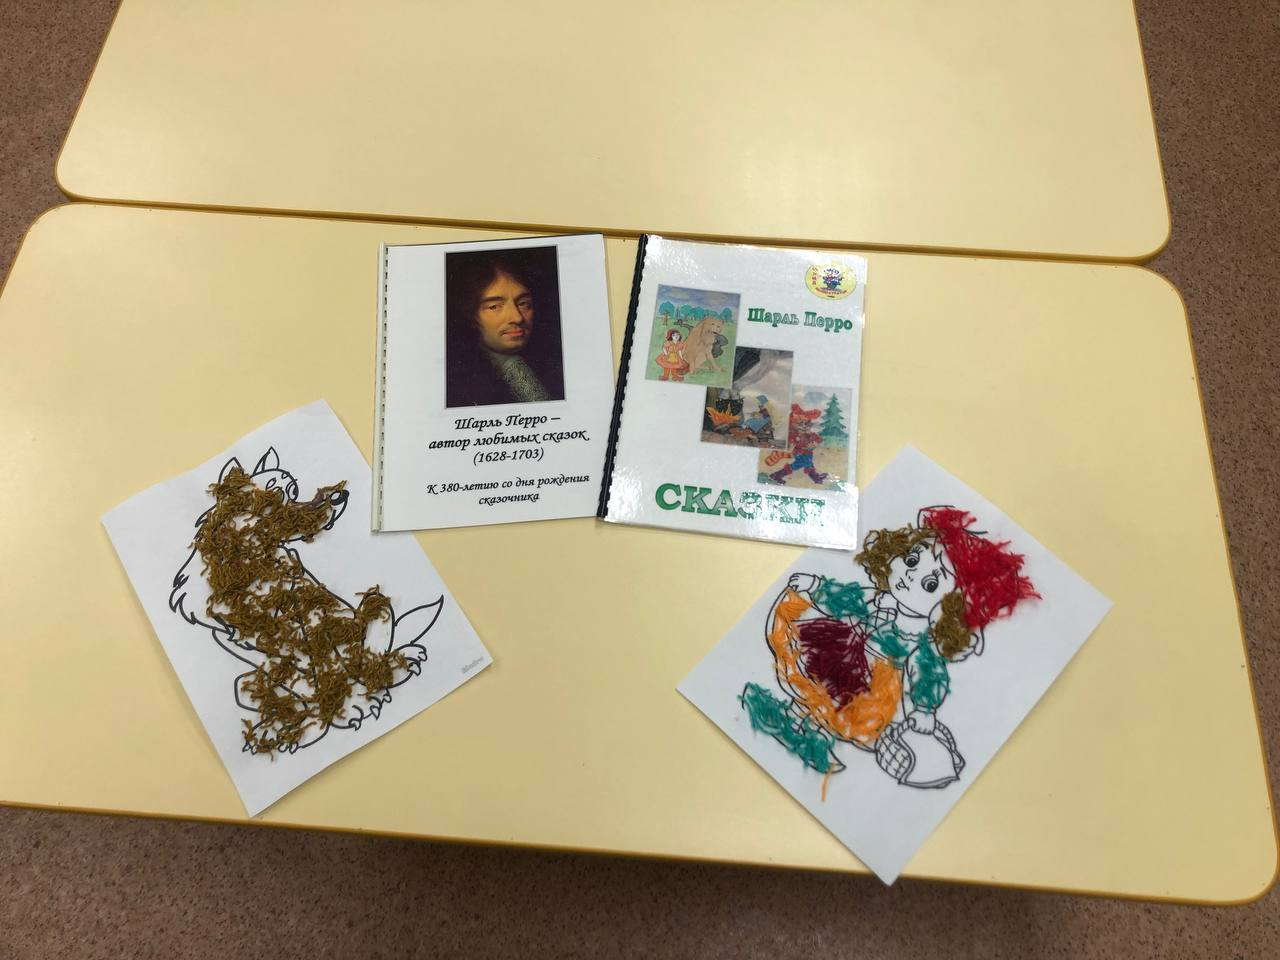 Шарль Перро –
автор любимых сказок
(1628-1703)
К 380-летию со дня рождения
сказочника
Шарль Перро
СКАЗКИ